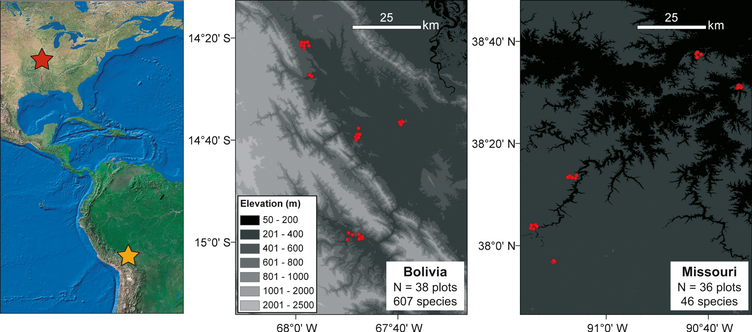 14°20' S
14°40' S
15°0' S
25
km
Elevation (m)
50 - 200
201 - 400
401 - 600
601 - 800
801 - 1000
1001 - 2000
2001 - 2500
Bolivia
N = 38 plots
607 species
68°0' W
67°40' W
38°40' N
38°20' N
38°0' N
25
km
Missouri
N = 36 plots
46 species
91°0' W
90°40' W